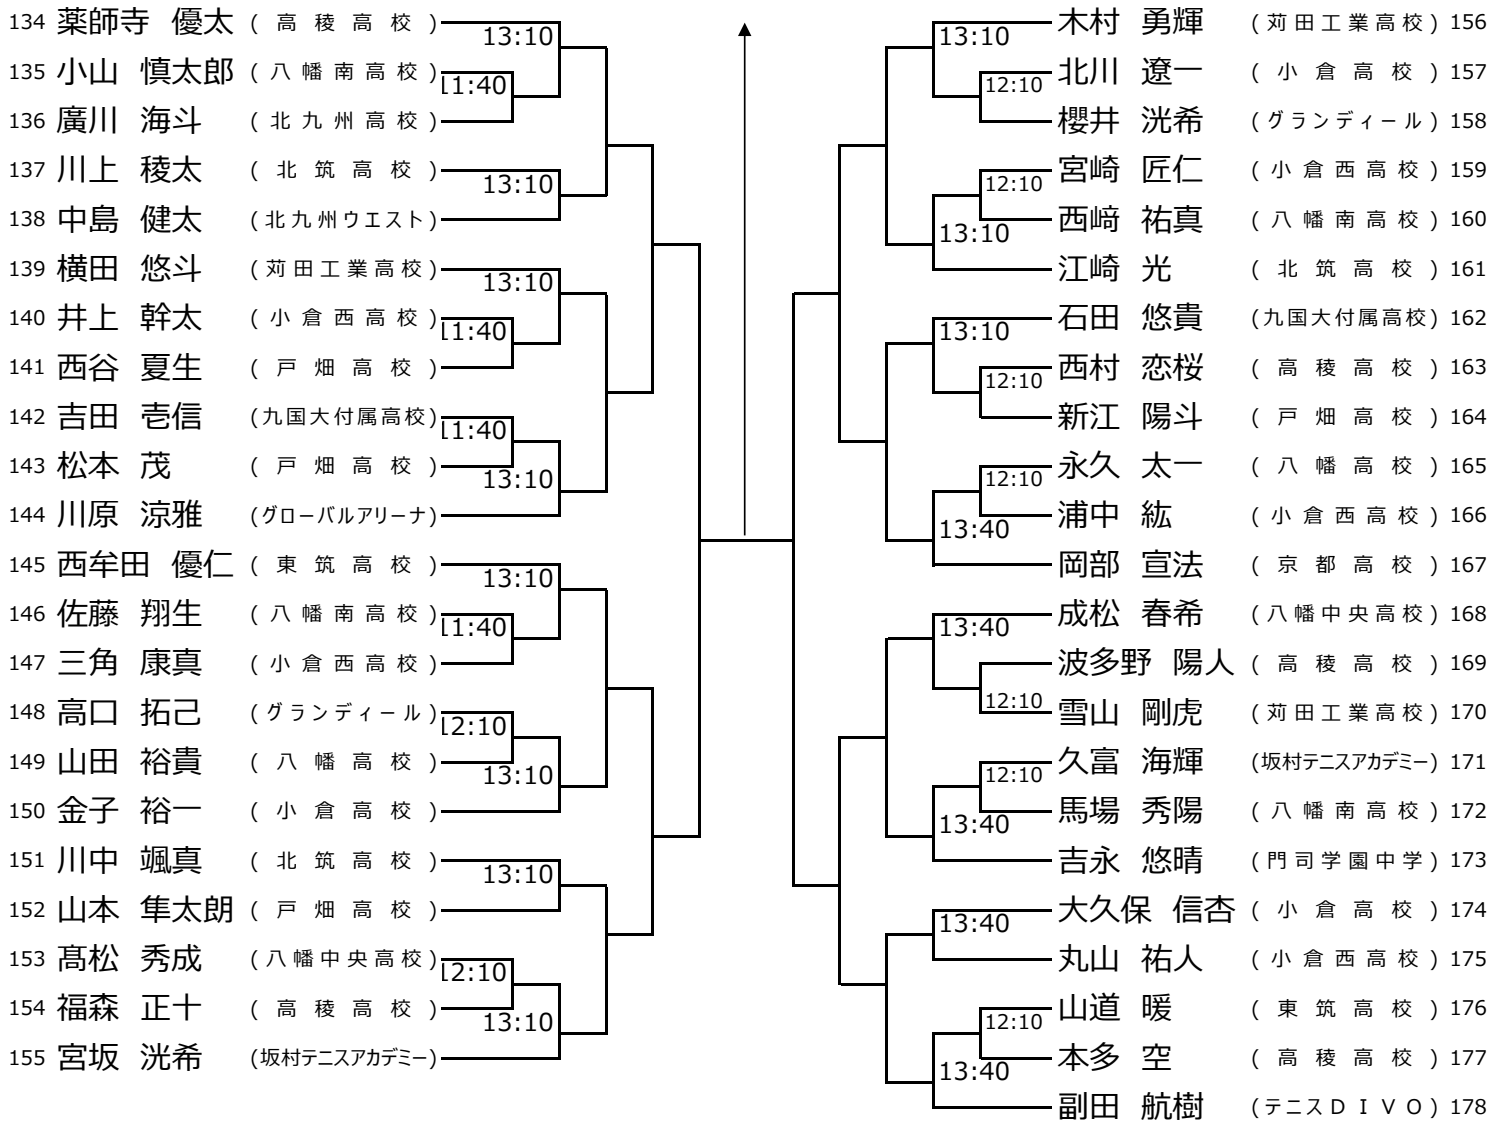 134 薬師寺 優太 (高稜高校)
13:10
135 小山 慎太郎 (八幡南高校)
11:40
136 廣川 海斗 (北九州高校)
137 川上 稜太 (北筑高校)
13:10
138 中島 健太 (北九州ウエスト)
139 横田 悠斗 (苅田工業高校)
13:10
140 井上 幹太 (小倉西高校)
11:40
141 西谷 夏生 (戸畑高校)
142 吉田 壱信 (九国大付属高校)
11:40
143 松本 茂 (戸畑高校)
13:10
144 川原 涼雅 (グローバルアリーナ)
145 西牟田 優仁 (東筑高校)
13:10
146 佐藤 翔生 (八幡南高校)
11:40
147 三角 康真 (小倉西高校)
148 高口 拓己 (グランディール)
12:10
149 山田 裕貴 (八幡高校)
13:10
150 金子 裕一 (小倉高校)
151 川中 颯真 (北筑高校)
13:10
152 山本 隼太朗 (戸畑高校)
153 髙松 秀成 (八幡中央高校)
12:10
154 福森 正十 (高稜高校)
13:10
155 宮坂 洸希 (坂村テニスアカデミー)
木村 勇輝 (苅田工業高校) 156
13:10
北川 遼一 (小倉高校) 157
12:10
櫻井 洸希 (グランディール) 158
宮崎 匠仁 (小倉西高校) 159
12:10
西﨑 祐真 (八幡南高校) 160
13:10
江崎 光 (北筑高校) 161
石田 悠貴 (九国大付属高校) 162
13:10
西村 恋桜 (高稜高校) 163
12:10
新江 陽斗 (戸畑高校) 164
永久 太一 (八幡高校) 165
12:10
浦中 紘 (小倉西高校) 166
13:40
岡部 宣法 (京都高校) 167
成松 春希 (八幡中央高校) 168
13:40
波多野 陽人 (高稜高校) 169
12:10
雪山 剛虎 (苅田工業高校) 170
久富 海輝 (坂村テニスアカデミー) 171
12:10
馬場 秀陽 (八幡南高校) 172
13:40
吉永 悠晴 (門司学園中学) 173
大久保 信杏 (小倉高校) 174
13:40
丸山 祐人 (小倉西高校) 175
山道 暖 (東筑高校) 176
12:10
本多 空 (高稜高校) 177
13:40
副田 航樹 (テニスＤＩＶＯ) 178